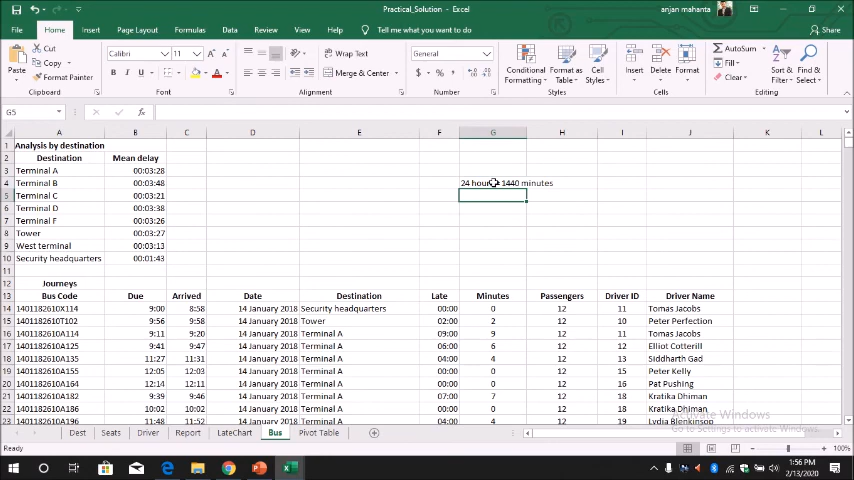 Practical_Solution - Excel
anjan mahanta
File Home Insert Page Layout Formulas Data Review View Help Tell me what you want to do Share
Paste
Cut
Copy
Format Painter
Clipboard
Calibri 11
B I U
Font
Wrap Text
Merge & Center
Alignment
General
Number
Conditional Formatting
Format as Table
Cell Styles
Styles
Insert
Delete
Format
Cells
AutoSum
Fill
Clear
Sort & Filter
Find & Select
Editing
G5
A B C D E F G H I J K L
1 Analysis by destination
2 Destination Mean delay
3 Terminal A 00:03:28
4 Terminal B 00:03:48 24 hours = 1440 minutes
5 Terminal C 00:03:21
6 Terminal D 00:03:38
7 Terminal F 00:03:26
8 Tower 00:03:27
9 West terminal 00:03:13
10 Security headquarters 00:01:43
11
12 Journeys
13 Bus Code Due Arrived Date Destination Late Minutes Passengers Driver ID Driver Name
14 1401182610X114 9:00 8:58 14 January 2018 Security headquarters 00:00 0 12 11 Tomas Jacobs
15 1401182610T102 9:56 9:58 14 January 2018 Tower 02:00 2 12 10 Peter Perfection
16 1401182610A114 9:11 9:20 14 January 2018 Terminal A 09:00 9 12 11 Tomas Jacobs
17 1401182610A125 9:41 9:47 14 January 2018 Terminal A 06:00 6 12 12 Elliot Cotterill
18 1401182610A135 11:27 11:31 14 January 2018 Terminal A 04:00 4 12 13 Siddharth Gad
19 1401182610A155 12:05 12:03 14 January 2018 Terminal A 00:00 0 12 15 Peter Kelly
20 1401182610A164 12:14 12:11 14 January 2018 Terminal A 00:00 0 12 16 Pat Pushing
21 1401182610A182 9:39 9:46 14 January 2018 Terminal A 07:00 7 12 18 Kratika Dhiman
22 1401182610A186 10:02 10:02 14 January 2018 Terminal A 00:00 0 12 18 Kratika Dhiman
23 1401182610A196 11:48 11:52 14 January 2018 Terminal A 04:00 4 12 19 Lydia Blenkinsop
Activate Windows
Go to Settings to activate Windows.
Dest Seats Driver Report LateChart Bus Pivot Table
Ready
100%
1:56 PM
2/13/2020